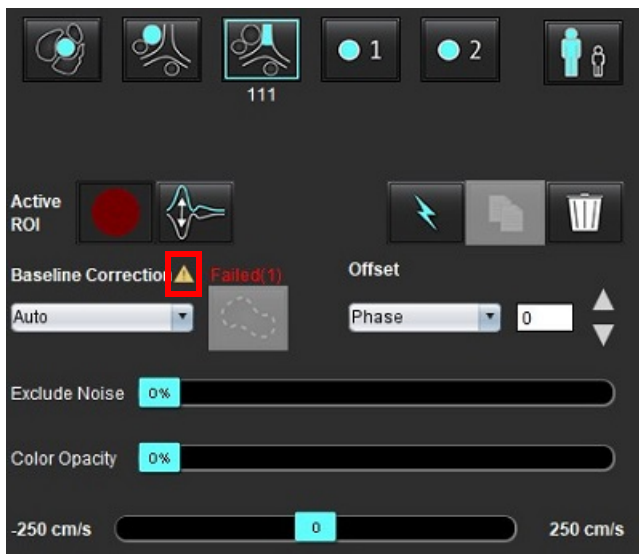 1
2
111
Active
ROI
Baseline Correction
Failed(1)
Offset
Auto
Phase
0
Exclude Noise 0%
Color Opacity 0%
-250 cm/s 0 250 cm/s